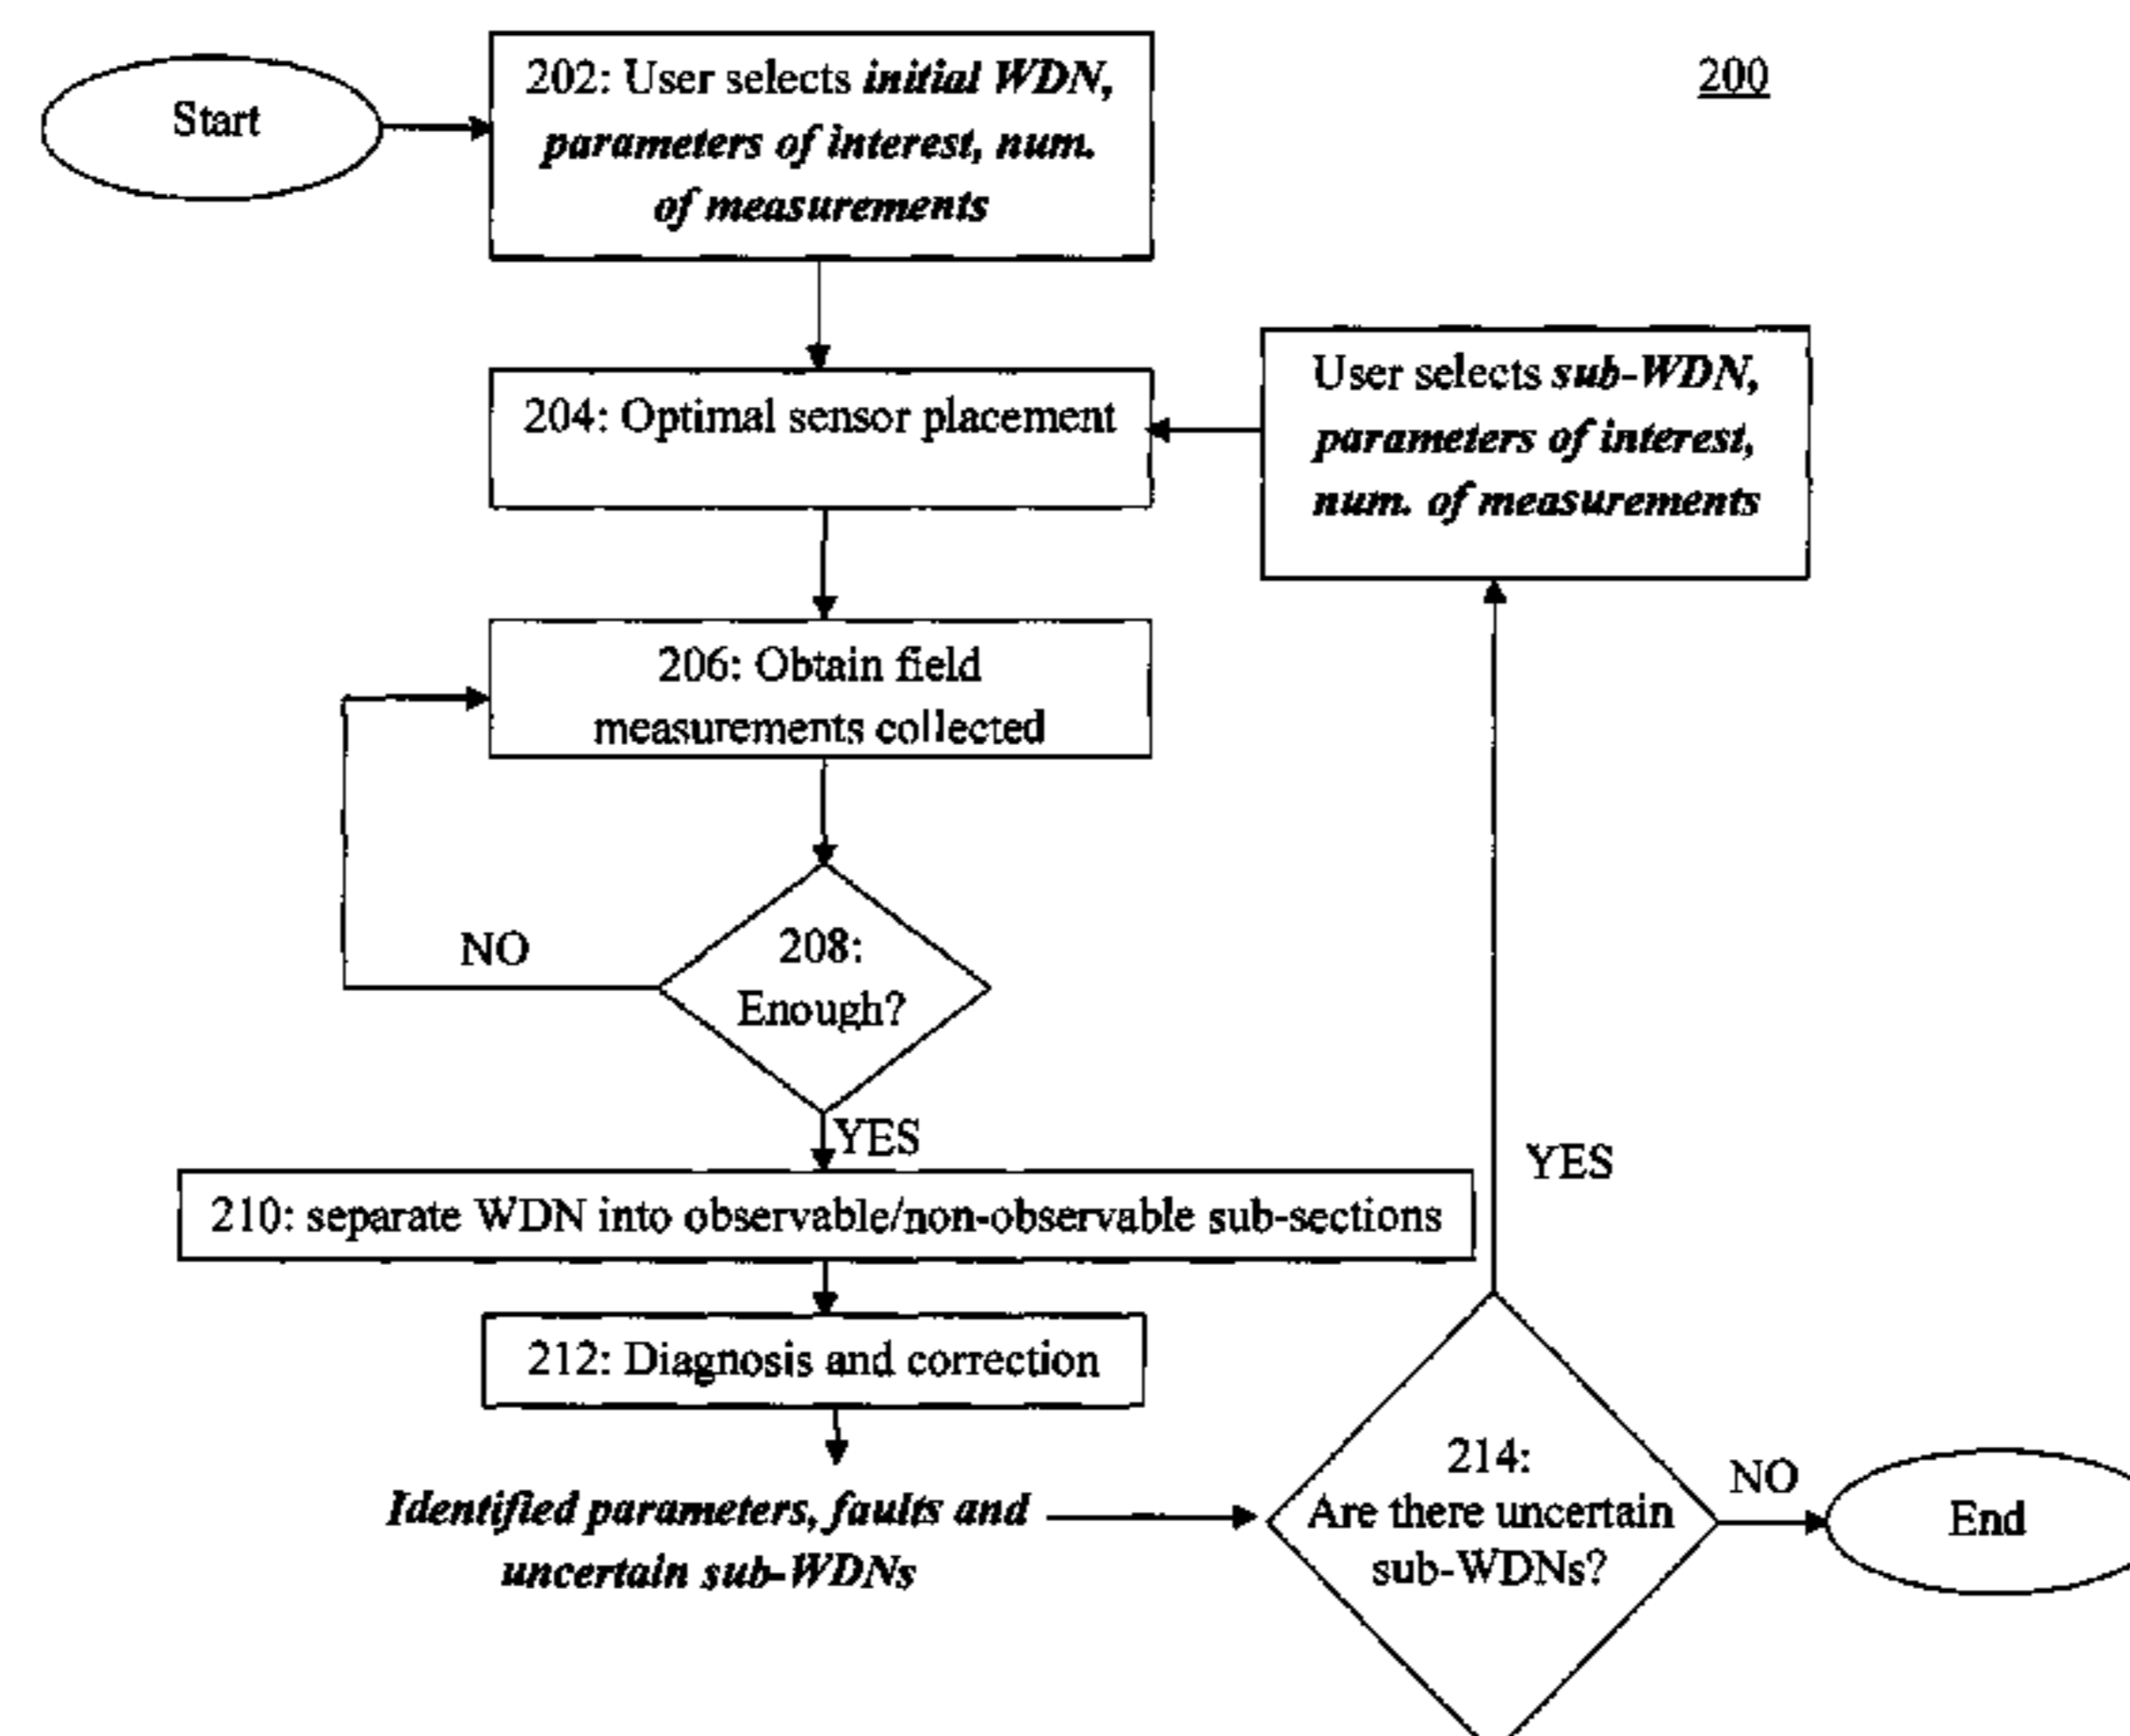 200
Start
202: User selects initial WDN,
parameters of interest, num.
of measurements
204: Optimal sensor placement
User selects sub-WDN,
parameters of interest,
num. of measurements
206: Obtain field
measurements collected
208:
Enough?
NO
YES
210: separate WDN into observable/non-observable sub-sections
212: Diagnosis and correction
Identified parameters, faults and
uncertain sub-WDNs
214:
Are there uncertain
sub-WDNs?
YES
NO
End